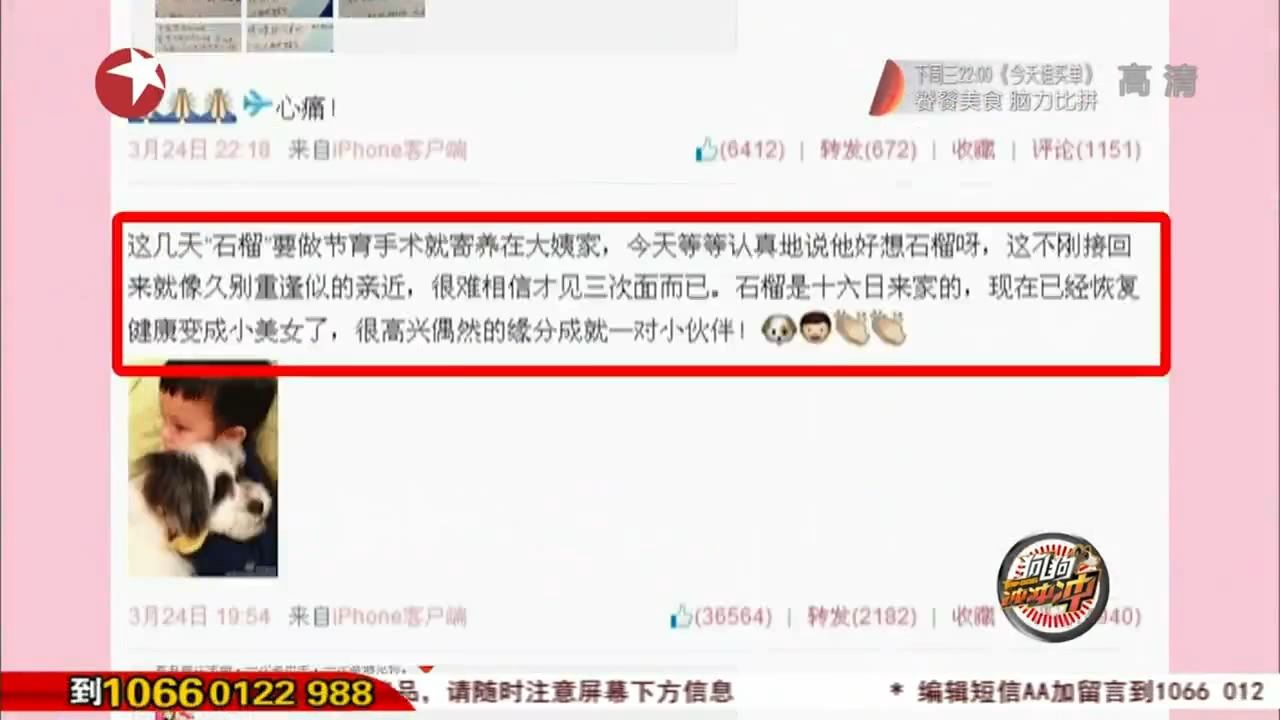 下周三22:00《今天谁买单》
饕餮美食 脑力比拼
高清
心痛！
3月24日 22:18 来自iPhone客户端
(6412) | 转发(672) | 收藏 | 评论(1151)
这几天"石榴"要做节育手术就寄养在大姨家，今天等等认真地说他好想石榴呀，这不刚接回
来就像久别重逢似的亲近，很难相信才见三次面而已。石榴是十六日来家的，现在已经恢复
健康变成小美女了，很高兴偶然的缘分成就一对小伙伴！
3月24日 19:54 来自iPhone客户端
(36564) | 转发(2182) | 收藏 940)
到1066 0122 988
品，请随时注意屏幕下方信息
* 编辑短信AA加留言到1066 012